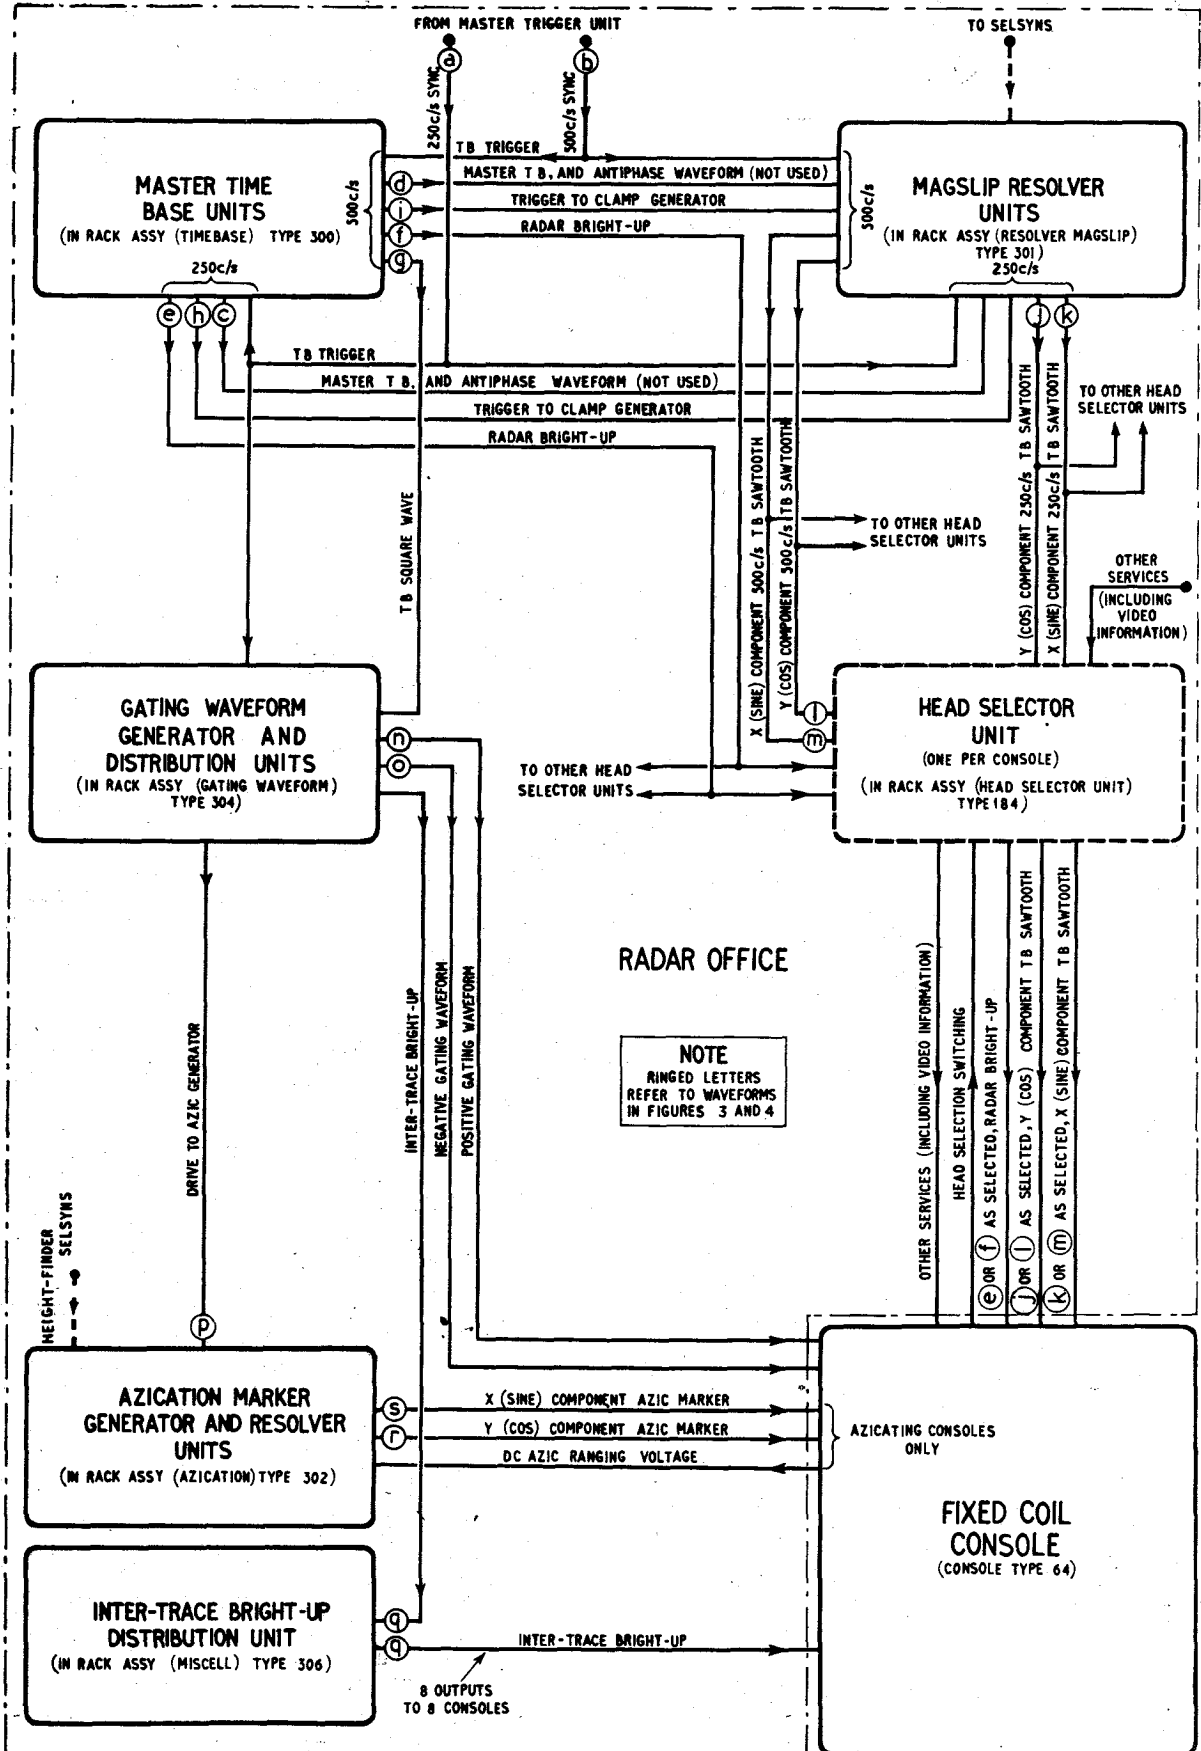 FROM MASTER TRIGGER UNIT
TO SELSYNS
a
b
250c/s SYNC
500c/s SYNC
MASTER TIME
BASE UNITS
(IN RACK ASSY (TIMEBASE) TYPE 300)
250c/s
500c/s
d
i
f
g
e
h
c
TB TRIGGER
MASTER T B, AND ANTIPHASE WAVEFORM (NOT USED)
TRIGGER TO CLAMP GENERATOR
RADAR BRIGHT-UP
MAGSLIP RESOLVER
UNITS
(IN RACK ASSY (RESOLVER MAGSLIP)
TYPE 301)
250c/s
500c/s
j
k
TB TRIGGER
MASTER T B, AND ANTIPHASE WAVEFORM (NOT USED)
TRIGGER TO CLAMP GENERATOR
RADAR BRIGHT-UP
TO OTHER HEAD
SELECTOR UNITS
TB SQUARE WAVE
X (SINE) COMPONENT 500c/s TB SAWTOOTH
Y (COS) COMPONENT 500c/s TB SAWTOOTH
TO OTHER HEAD
SELECTOR UNITS
Y (COS) COMPONENT 250c/s TB SAWTOOTH
X (SINE) COMPONENT 250c/s TB SAWTOOTH
OTHER
SERVICES
(INCLUDING
VIDEO
INFORMATION)
GATING WAVEFORM
GENERATOR AND
DISTRIBUTION UNITS
(IN RACK ASSY (GATING WAVEFORM)
TYPE 304)
n
o
l
m
TO OTHER HEAD
SELECTOR UNITS
HEAD SELECTOR
UNIT
(ONE PER CONSOLE)
(IN RACK ASSY (HEAD SELECTOR UNIT)
TYPE 184)
RADAR OFFICE
NOTE
RINGED LETTERS
REFER TO WAVEFORMS
IN FIGURES 3 AND 4
DRIVE TO AZIC GENERATOR
INTER-TRACE BRIGHT-UP
NEGATIVE GATING WAVEFORM
POSITIVE GATING WAVEFORM
OTHER SERVICES (INCLUDING VIDEO INFORMATION)
HEAD SELECTION SWITCHING
e OR f AS SELECTED, RADAR BRIGHT-UP
j OR l AS SELECTED, Y (COS) COMPONENT TB SAWTOOTH
k OR m AS SELECTED, X (SINE) COMPONENT TB SAWTOOTH
HEIGHT-FINDER
SELSYNS
p
AZICATION MARKER
GENERATOR AND RESOLVER
UNITS
(IN RACK ASSY (AZICATION) TYPE 302)
s
r
X (SINE) COMPONENT AZIC MARKER
Y (COS) COMPONENT AZIC MARKER
DC AZIC RANGING VOLTAGE
AZICATING CONSOLES
ONLY
FIXED COIL
CONSOLE
(CONSOLE TYPE 64)
INTER-TRACE BRIGHT-UP
DISTRIBUTION UNIT
(IN RACK ASSY (MISCELL) TYPE 306)
q
q
INTER-TRACE BRIGHT-UP
8 OUTPUTS
TO 8 CONSOLES